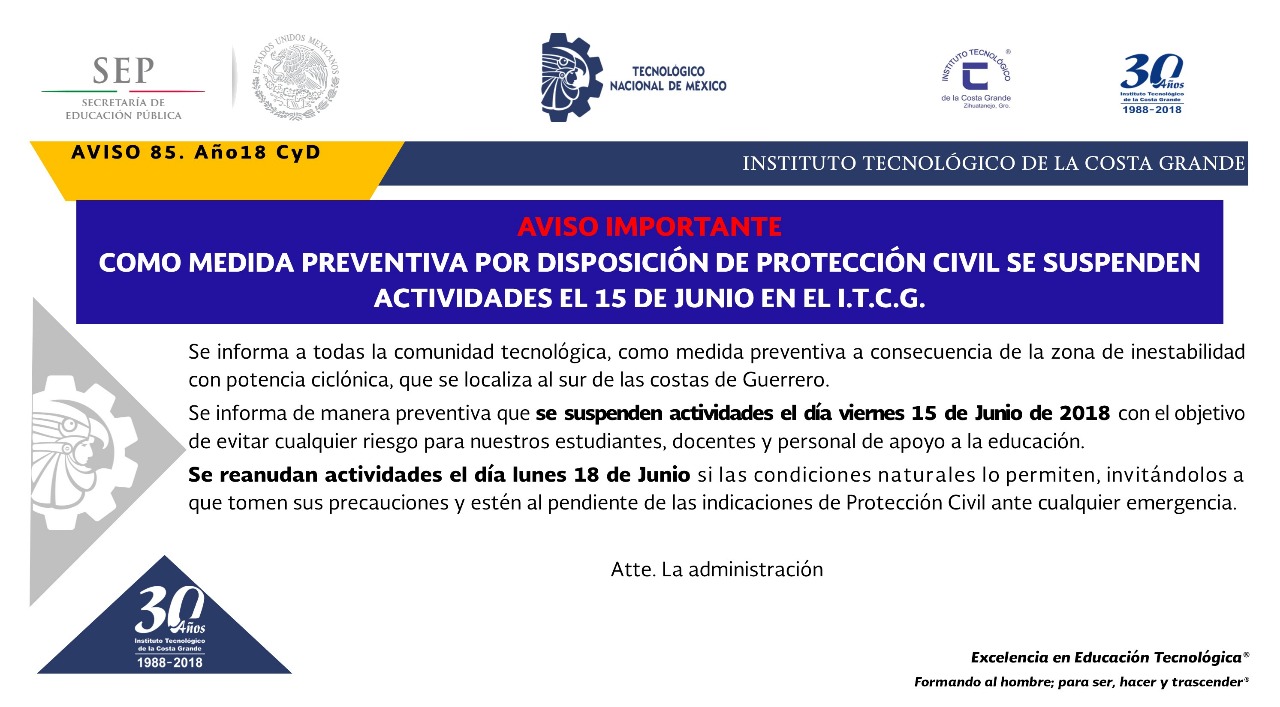 SEP
SECRETARÍA DE
EDUCACIÓN PÚBLICA
ESTADOS UNIDOS MEXICANOS
TECNOLÓGICO
NACIONAL DE MÉXICO
INSTITUTO TECNOLÓGICO
®
de la Costa Grande
Zihuatanejo, Gro.
30
Años
Instituto Tecnológico
de la Costa Grande
1988-2018
AVISO 85. Año18 CyD
INSTITUTO TECNOLÓGICO DE LA COSTA GRANDE
AVISO IMPORTANTE
COMO MEDIDA PREVENTIVA POR DISPOSICIÓN DE PROTECCIÓN CIVIL SE SUSPENDEN
ACTIVIDADES EL 15 DE JUNIO EN EL I.T.C.G.
Se informa a todas la comunidad tecnológica, como medida preventiva a consecuencia de la zona de inestabilidad
con potencia ciclónica, que se localiza al sur de las costas de Guerrero.
Se informa de manera preventiva que se suspenden actividades el día viernes 15 de Junio de 2018 con el objetivo
de evitar cualquier riesgo para nuestros estudiantes, docentes y personal de apoyo a la educación.
Se reanudan actividades el día lunes 18 de Junio si las condiciones naturales lo permiten, invitándolos a
que tomen sus precauciones y estén al pendiente de las indicaciones de Protección Civil ante cualquier emergencia.
Atte. La administración
30
Años
Instituto Tecnológico
de la Costa Grande
1988-2018
Excelencia en Educación Tecnológica®
Formando al hombre; para ser, hacer y trascender®